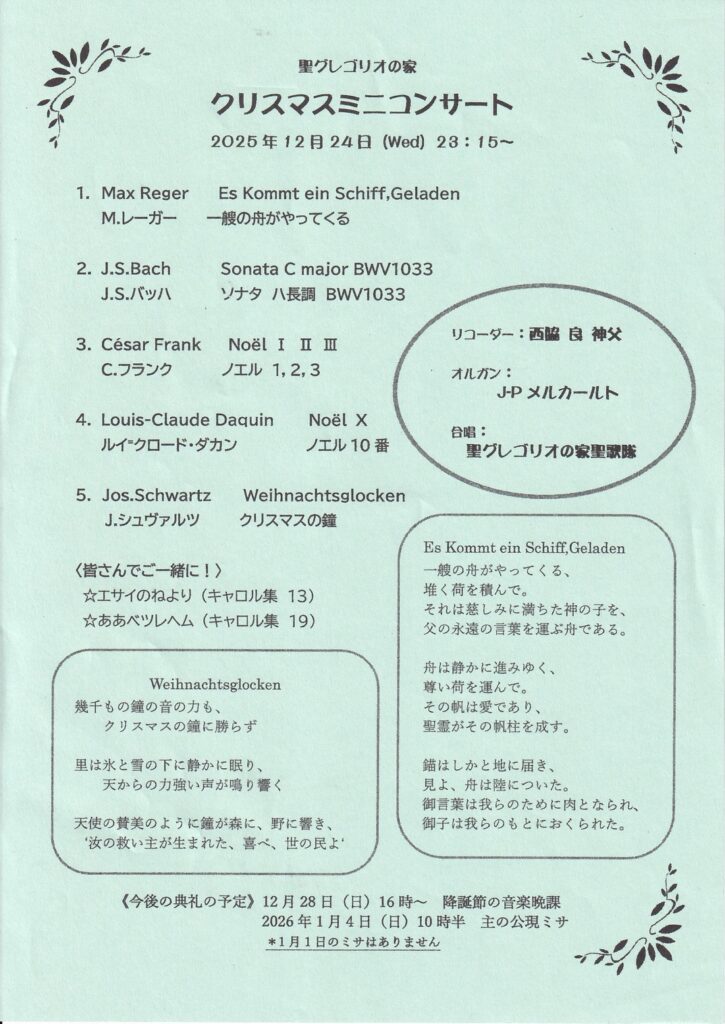 聖グレゴリオの家
クリスマスミニコンサート
2025年12月24日 (Wed) 23：15～
1. Max Reger Es Kommt ein Schiff,Geladen
M.レーガー 一艘の舟がやってくる
2. J.S.Bach Sonata C major BWV1033
J.S.バッハ ソナタ ハ長調 BWV1033
3. César Frank Noël Ⅰ Ⅱ Ⅲ
C.フランク ノエル 1, 2, 3
4. Louis-Claude Daquin Noël Ⅹ
ルイ゠クロード・ダカン ノエル10番
5. Jos.Schwartz Weihnachtsglocken
J.シュヴァルツ クリスマスの鐘
〈皆さんでご一緒に！〉
☆エサイのねより（キャロル集 13）
☆ああベツレヘム（キャロル集 19）
リコーダー：西脇 良 神父
オルガン：
J-P メルカールト
合唱：
聖グレゴリオの家聖歌隊
Weihnachtsglocken
幾千もの鐘の音の力も、
クリスマスの鐘に勝らず
里は氷と雪の下に静かに眠り、
天からの力強い声が鳴り響く
天使の賛美のように鐘が森に、野に響き、
‘汝の救い主が生まれた、喜べ、世の民よ‘
Es Kommt ein Schiff,Geladen
一艘の舟がやってくる、
堆く荷を積んで。
それは慈しみに満ちた神の子を、
父の永遠の言葉を運ぶ舟である。
舟は静かに進みゆく、
尊い荷を運んで。
その帆は愛であり、
聖霊がその帆柱を成す。
錨はしかと地に届き、
見よ、舟は陸についた。
御言葉は我らのために肉となられ、
御子は我らのもとにおくられた。
《今後の典礼の予定》12月28日（日）16時～ 降誕節の音楽晩課
2026年1月4日（日）10時半 主の公現ミサ
*1月1日のミサはありません